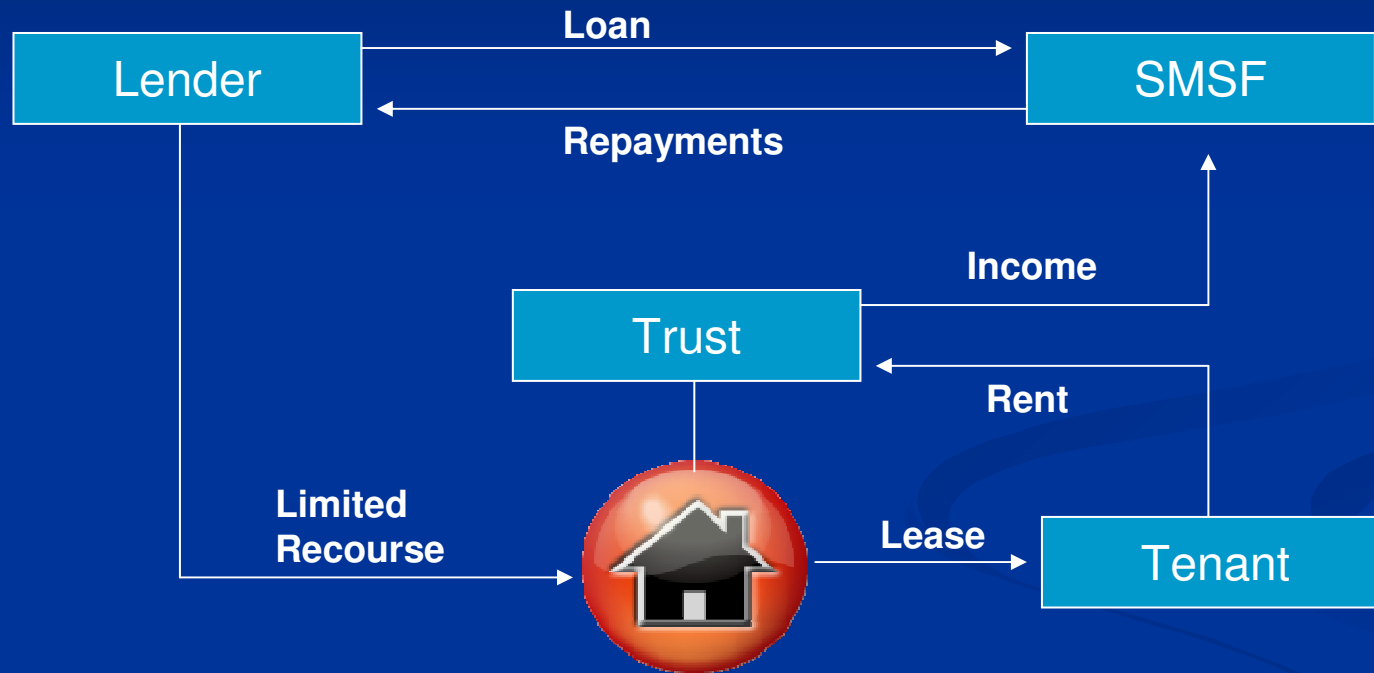 Loan
Lender
SMSF
Repayments
Income
Trust
Rent
Limited
Recourse
Lease
Tenant